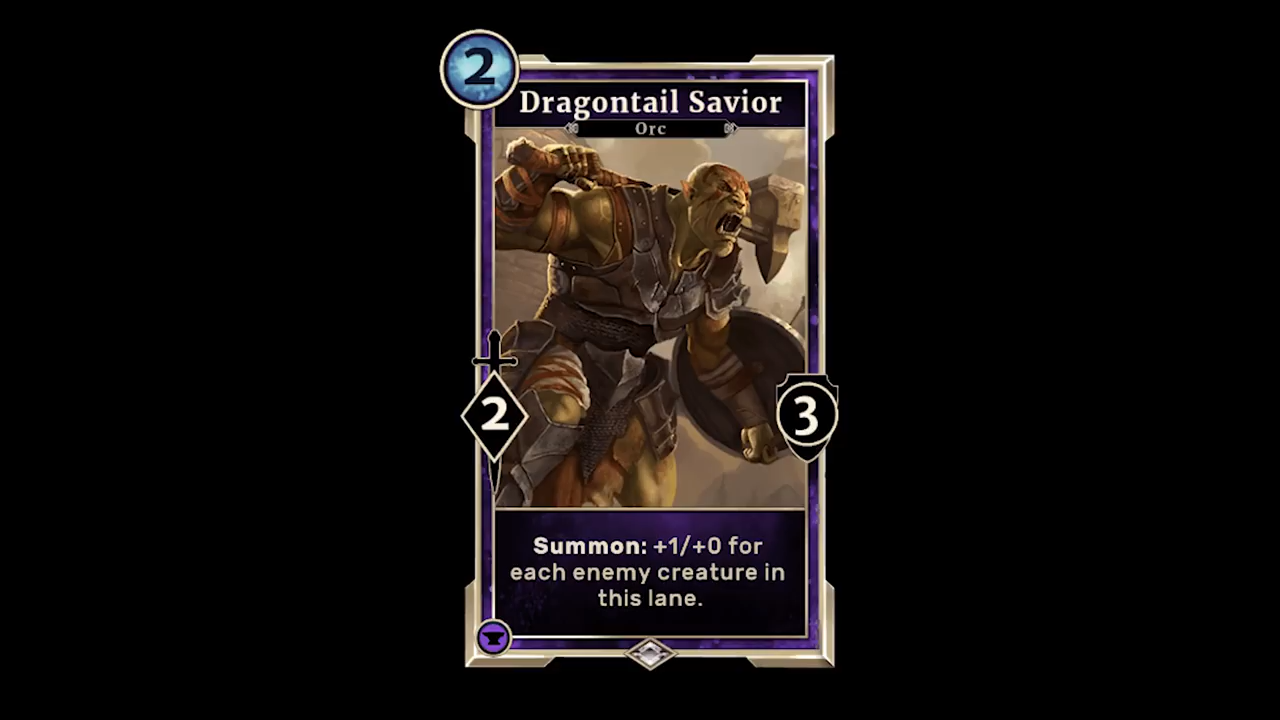 2
Dragontail Savior
Orc
2
3
Summon: +1/+0 for
each enemy creature in
this lane.